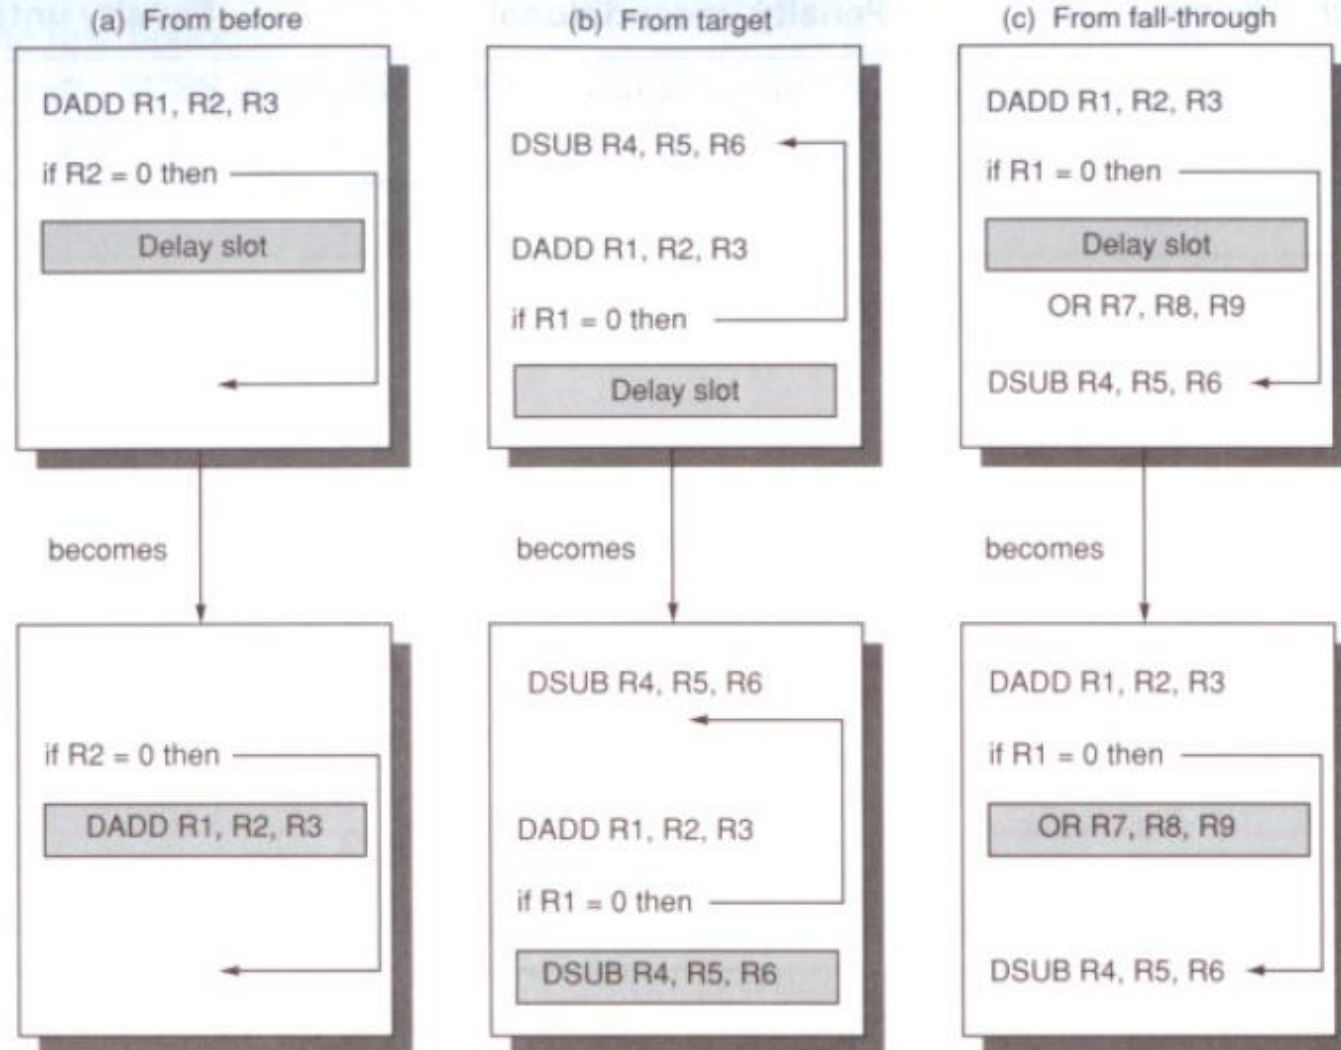 (a) From before
DADD R1, R2, R3
if R2 = 0 then
Delay slot
becomes
if R2 = 0 then
DADD R1, R2, R3
(b) From target
DSUB R4, R5, R6
DADD R1, R2, R3
if R1 = 0 then
Delay slot
becomes
DSUB R4, R5, R6
DADD R1, R2, R3
if R1 = 0 then
DSUB R4, R5, R6
(c) From fall-through
DADD R1, R2, R3
if R1 = 0 then
Delay slot
OR R7, R8, R9
DSUB R4, R5, R6
becomes
DADD R1, R2, R3
if R1 = 0 then
OR R7, R8, R9
DSUB R4, R5, R6